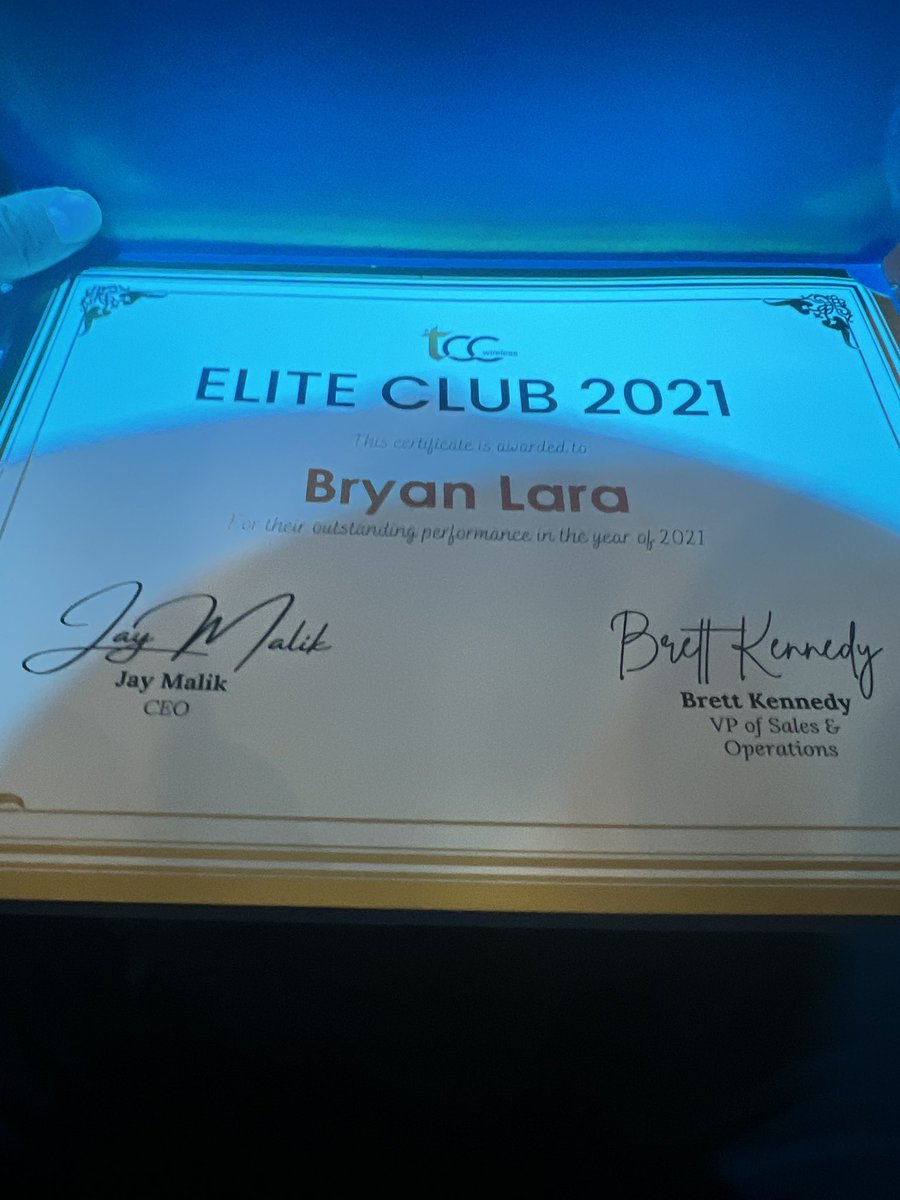 tcc wireless
ELITE CLUB 2021
This certificate is awarded to
Bryan Lara
For their outstanding performance in the year of 2021
Jay Malik
Jay Malik
CEO
Brett Kennedy
Brett Kennedy
VP of Sales &
Operations